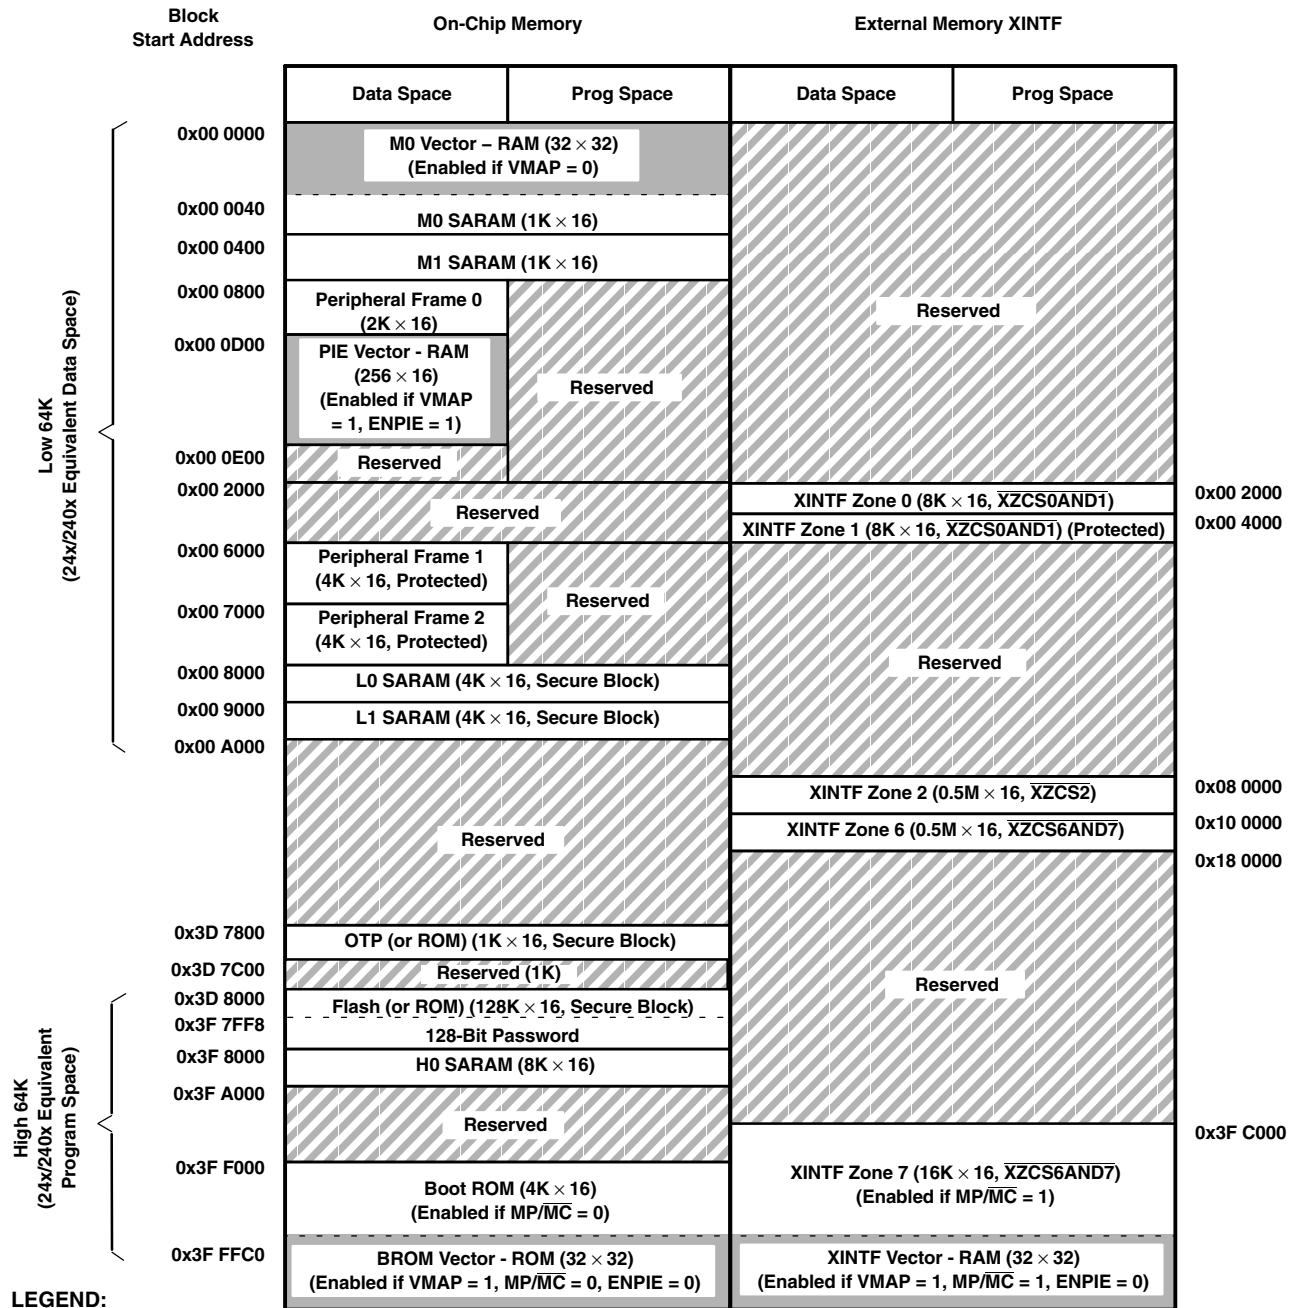 Block
Start Address
On-Chip Memory
External Memory XINTF
Data Space
Prog Space
Data Space
Prog Space
0x00 0000
M0 Vector – RAM (32 × 32)
(Enabled if VMAP = 0)
0x00 0040
M0 SARAM (1K × 16)
0x00 0400
M1 SARAM (1K × 16)
0x00 0800
Peripheral Frame 0
(2K × 16)
0x00 0D00
PIE Vector - RAM
(256 × 16)
(Enabled if VMAP
= 1, ENPIE = 1)
Reserved
Reserved
0x00 0E00
Reserved
0x00 2000
Reserved
XINTF Zone 0 (8K × 16, XZCS0AND1)
0x00 2000
XINTF Zone 1 (8K × 16, XZCS0AND1) (Protected)
0x00 4000
0x00 6000
Peripheral Frame 1
(4K × 16, Protected)
Reserved
0x00 7000
Peripheral Frame 2
(4K × 16, Protected)
Reserved
0x00 8000
L0 SARAM (4K × 16, Secure Block)
0x00 9000
L1 SARAM (4K × 16, Secure Block)
0x00 A000
Low 64K
(24x/240x Equivalent Data Space)
XINTF Zone 2 (0.5M × 16, XZCS2)
0x08 0000
XINTF Zone 6 (0.5M × 16, XZCS6AND7)
0x10 0000
Reserved
0x18 0000
0x3D 7800
OTP (or ROM) (1K × 16, Secure Block)
0x3D 7C00
Reserved (1K)
Reserved
0x3D 8000
Flash (or ROM) (128K × 16, Secure Block)
0x3F 7FF8
128-Bit Password
0x3F 8000
H0 SARAM (8K × 16)
0x3F A000
Reserved
0x3F C000
0x3F F000
Boot ROM (4K × 16)
(Enabled if MP/MC = 0)
XINTF Zone 7 (16K × 16, XZCS6AND7)
(Enabled if MP/MC = 1)
High 64K
(24x/240x Equivalent
Program Space)
0x3F FFC0
BROM Vector - ROM (32 × 32)
(Enabled if VMAP = 1, MP/MC = 0, ENPIE = 0)
XINTF Vector - RAM (32 × 32)
(Enabled if VMAP = 1, MP/MC = 1, ENPIE = 0)
LEGEND: